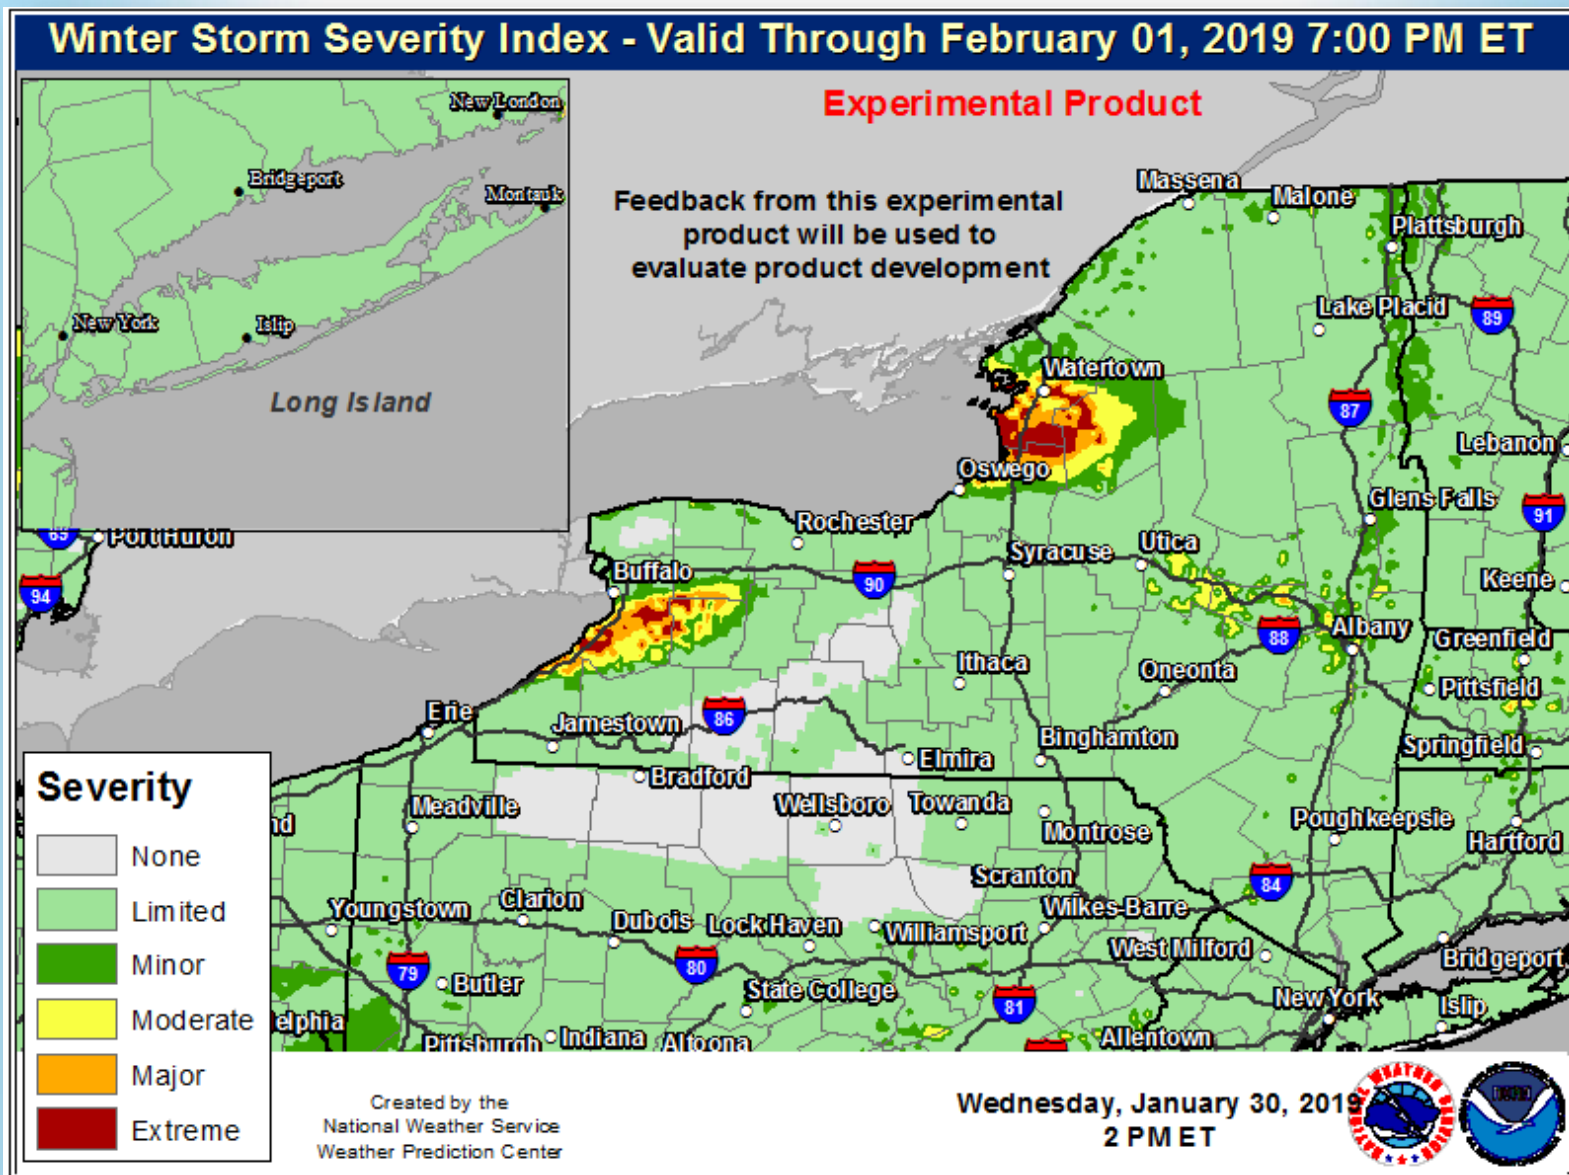 Winter Storm Severity Index - Valid Through February 01, 2019 7:00 PM ET
Experimental Product
Feedback from this experimental
product will be used to
evaluate product development
New London
Bridgeport
Montauk
New York
Islip
Long Island
Massena
Malone
Plattsburgh
Lake Placid
89
Watertown
87
Lebanon
Oswego
Glens Falls
91
Rochester
69
Port Huron
Syracuse
Utica
Buffalo
90
94
Keene
88
Albany
Greenfield
Ithaca
Oneonta
Pittsfield
Erie
Jamestown
86
Binghamton
Springfield
Elmira
Bradford
Meadville
Wellsboro
Towanda
Montrose
Poughkeepsie
Hartford
nd
Scranton
84
Clarion
Youngstown
Dubois
Lock Haven
Williamsport
Wilkes-Barre
West Milford
79
80
Bridgeport
Butler
State College
81
New York
Islip
elphia
Pittsburgh
Indiana
Altoona
Allentown
Severity
None
Limited
Minor
Moderate
Major
Extreme
Created by the
National Weather Service
Weather Prediction Center
Wednesday, January 30, 2019
2 PM ET